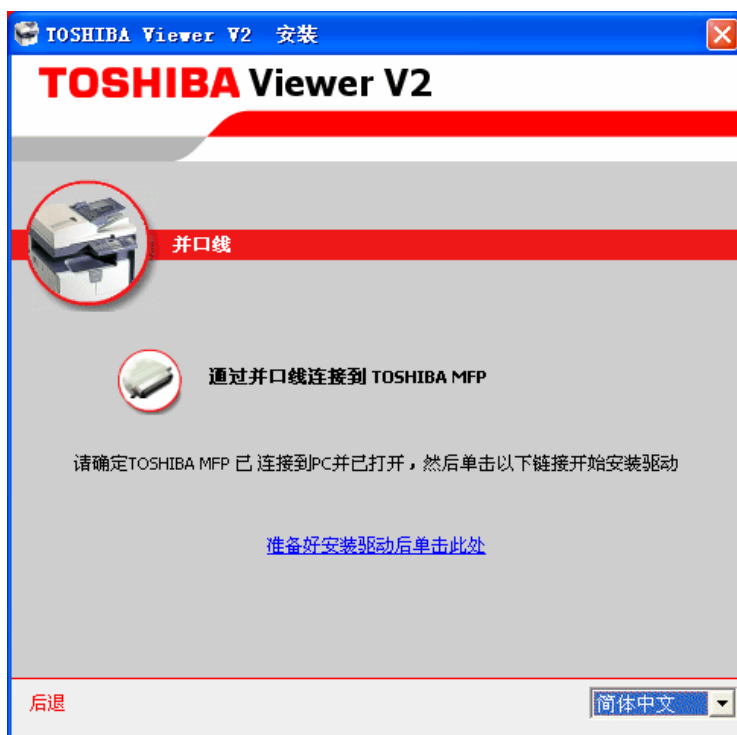 TOSHIBA Viewer V2 安装
TOSHIBA Viewer V2
并口线
通过并口线连接到 TOSHIBA MFP
请确定TOSHIBA MFP 已 连接到PC并已打开，然后单击以下链接开始安装驱动
准备好安装驱动后单击此处
后退
简体中文